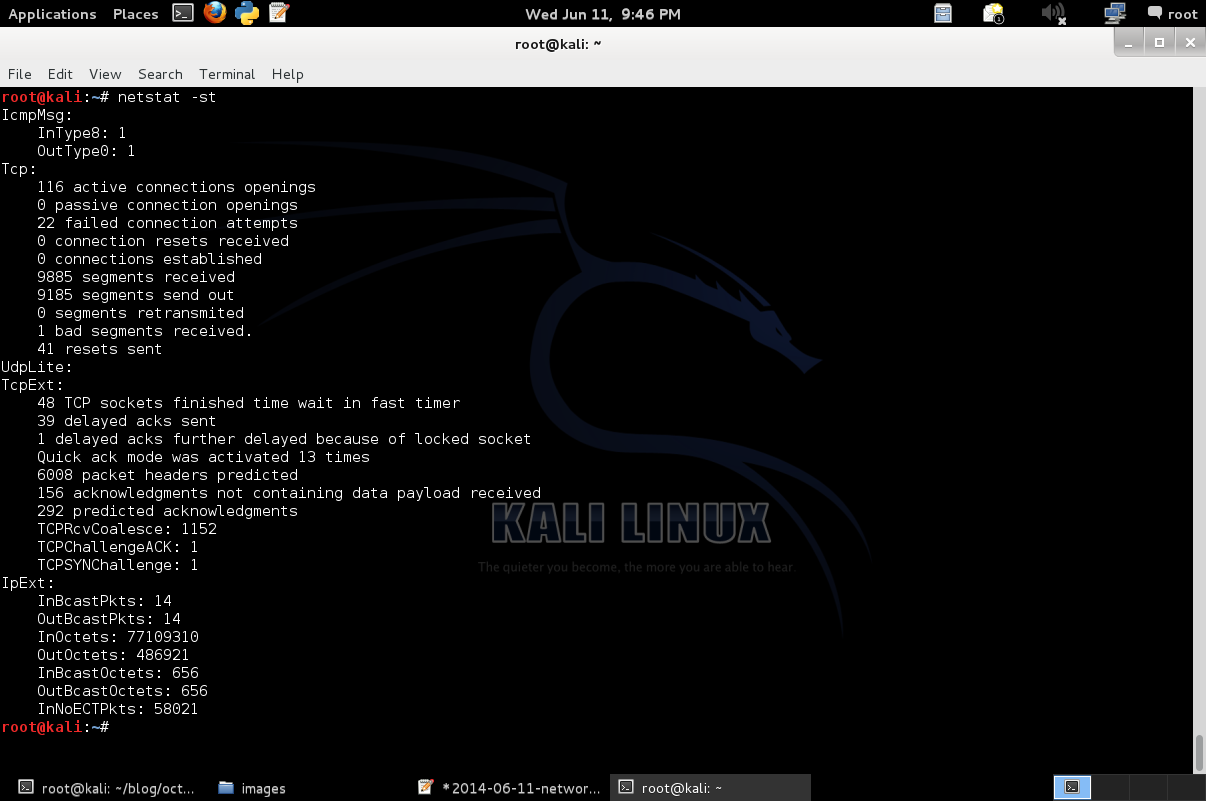 Applications Places Wed Jun 11, 9:46 PM 1 root
root@kali: ~
File Edit View Search Terminal Help
root@kali:~# netstat -st
IcmpMsg:
    InType8: 1
    OutType0: 1
Tcp:
    116 active connections openings
    0 passive connection openings
    22 failed connection attempts
    0 connection resets received
    0 connections established
    9885 segments received
    9185 segments send out
    0 segments retransmited
    1 bad segments received.
    41 resets sent
UdpLite:
TcpExt:
    48 TCP sockets finished time wait in fast timer
    39 delayed acks sent
    1 delayed acks further delayed because of locked socket
    Quick ack mode was activated 13 times
    6008 packet headers predicted
    156 acknowledgments not containing data payload received
    292 predicted acknowledgments
    TCPRcvCoalesce: 1152
    TCPChallengeACK: 1
    TCPSYNChallenge: 1
IpExt:
    InBcastPkts: 14
    OutBcastPkts: 14
    InOctets: 77109310
    OutOctets: 486921
    InBcastOctets: 656
    OutBcastOctets: 656
    InNoECTPkts: 58021
root@kali:~#
KALI LINUX
The quieter you become, the more you are able to hear.
root@kali: ~/blog/oct... images *2014-06-11-networ... root@kali: ~